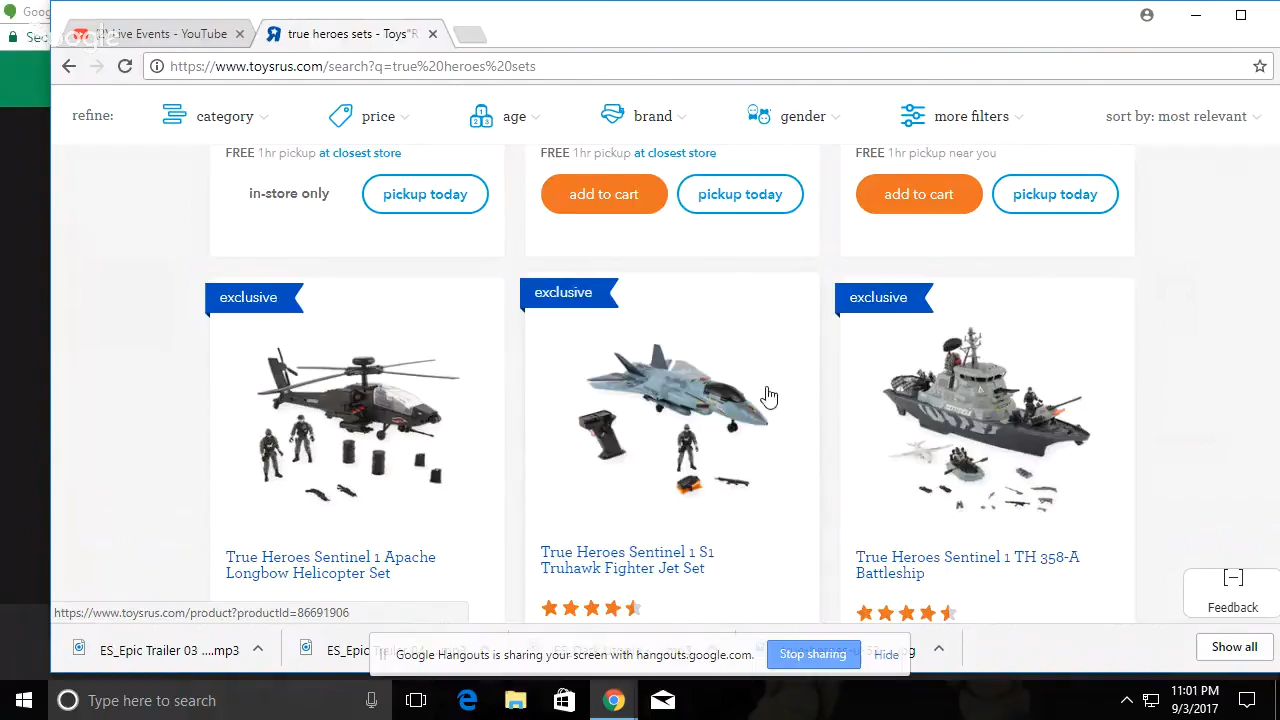 Goog
Live Events - YouTube
true heroes sets - Toys"R
Google
Sec
https://www.toysrus.com/search?q=true%20heroes%20sets
refine:
category
price
age
brand
gender
more filters
sort by: most relevant
FREE 1hr pickup at closest store
FREE 1hr pickup at closest store
FREE 1hr pickup near you
in-store only
pickup today
add to cart
pickup today
add to cart
pickup today
exclusive
exclusive
exclusive
True Heroes Sentinel 1 Apache
Longbow Helicopter Set
True Heroes Sentinel 1 S1
Truhawk Fighter Jet Set
True Heroes Sentinel 1 TH 358-A
Battleship
[-]
Feedback
https://www.toysrus.com/product?productId=86691906
ES_Epic Trailer 03 ....mp3
ES_Epic
Google Hangouts is sharing your screen with hangouts.google.com.
Stop sharing
Hide
Show all
Type here to search
11:01 PM
9/3/2017